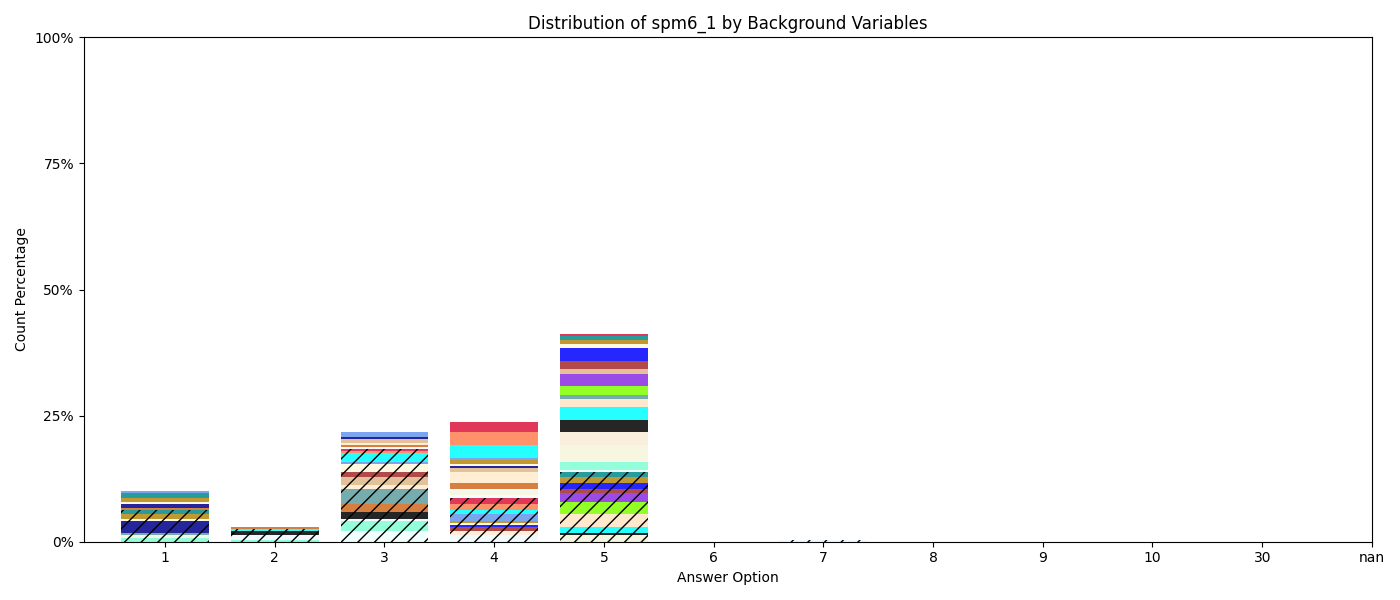 Distribution of spm6_1 by Background Variables
100%
75%
50%
25%
0%
Count Percentage
1 2 3 4 5 6 7 8 9 10 30 nan
Answer Option